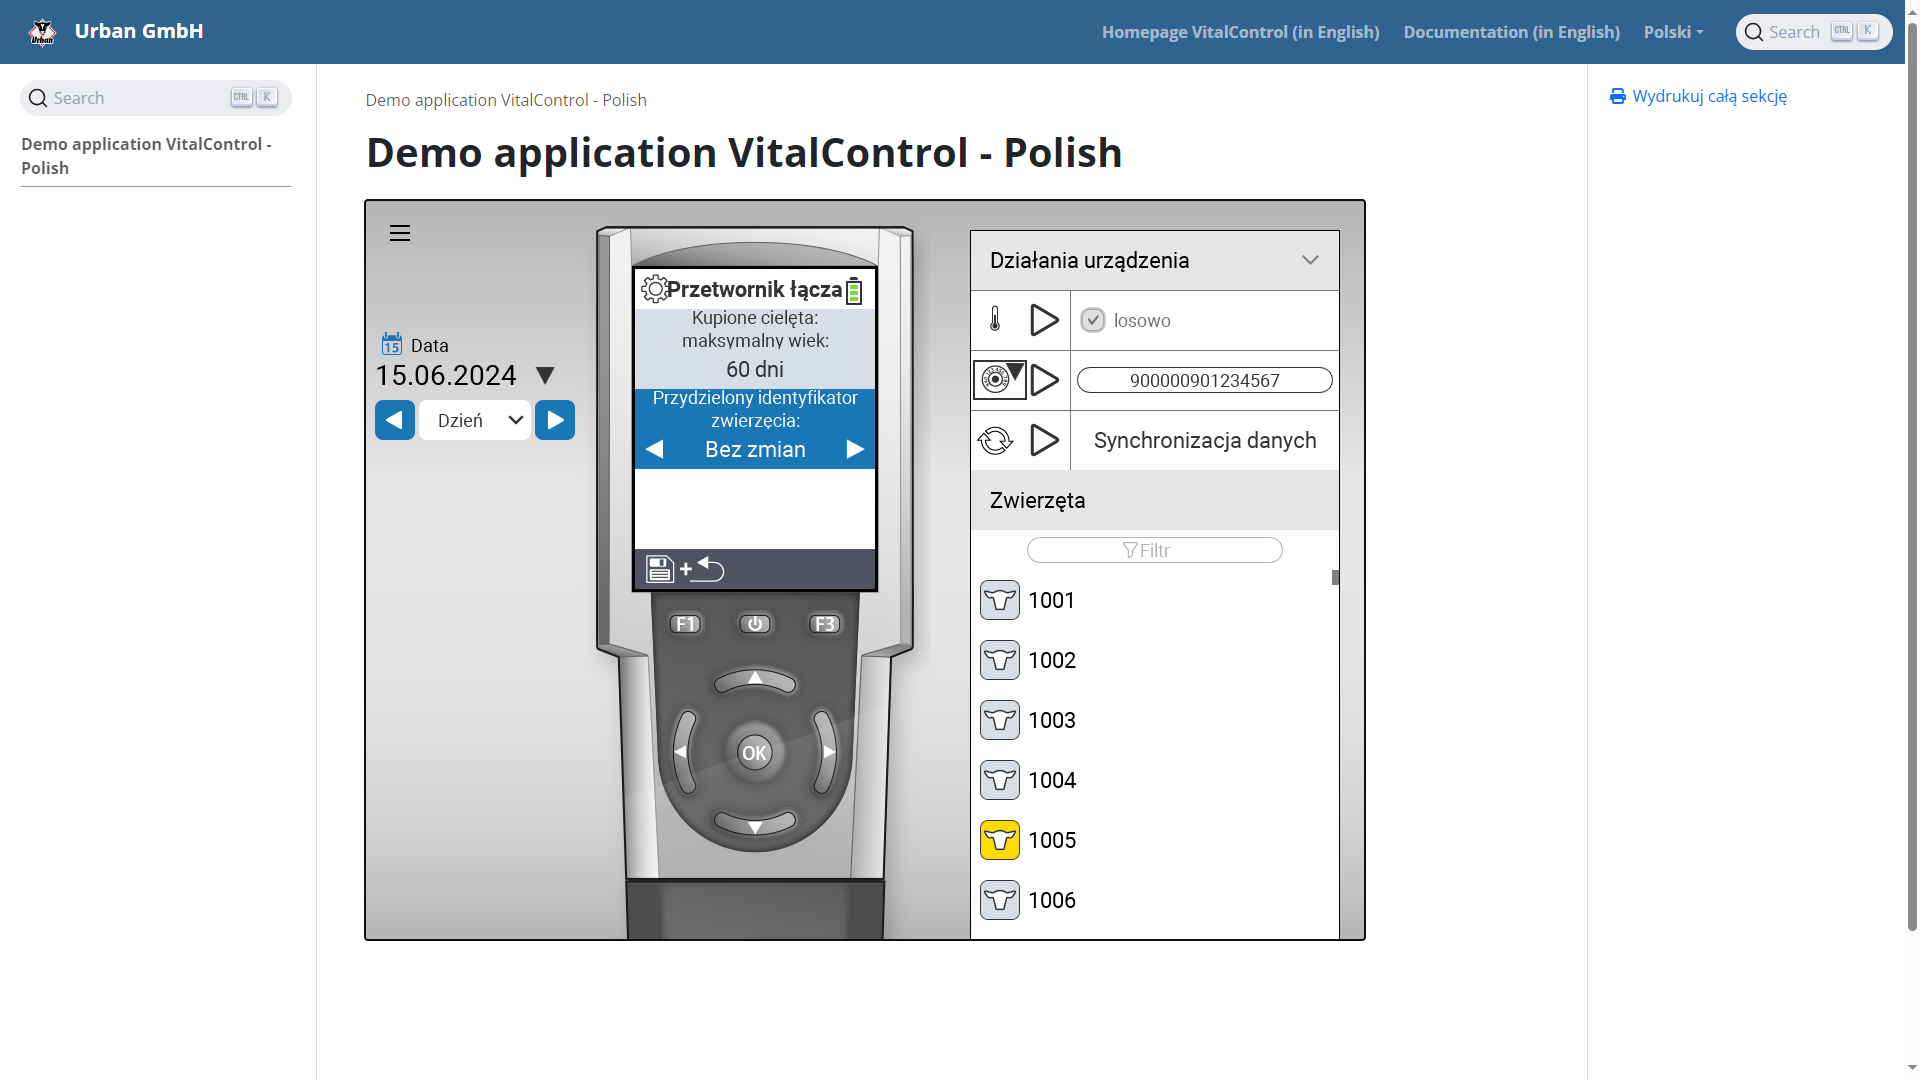 Urban GmbH
Homepage VitalControl (in English)
Documentation (in English)
Polski
Search CTRL K
Search CTRL K
Demo application VitalControl -
Polish
Demo application VitalControl - Polish
Demo application VitalControl - Polish
Wydrukuj całą sekcję
15 Data
15.06.2024
Dzień
Przetwornik łącza
Kupione cielęta:
maksymalny wiek:
60 dni
Przydzielony identyfikator
zwierzęcia:
Bez zmian
+
F1
F3
OK
Działania urządzenia
losowo
900000901234567
Synchronizacja danych
Zwierzęta
Filtr
1001
1002
1003
1004
1005
1006